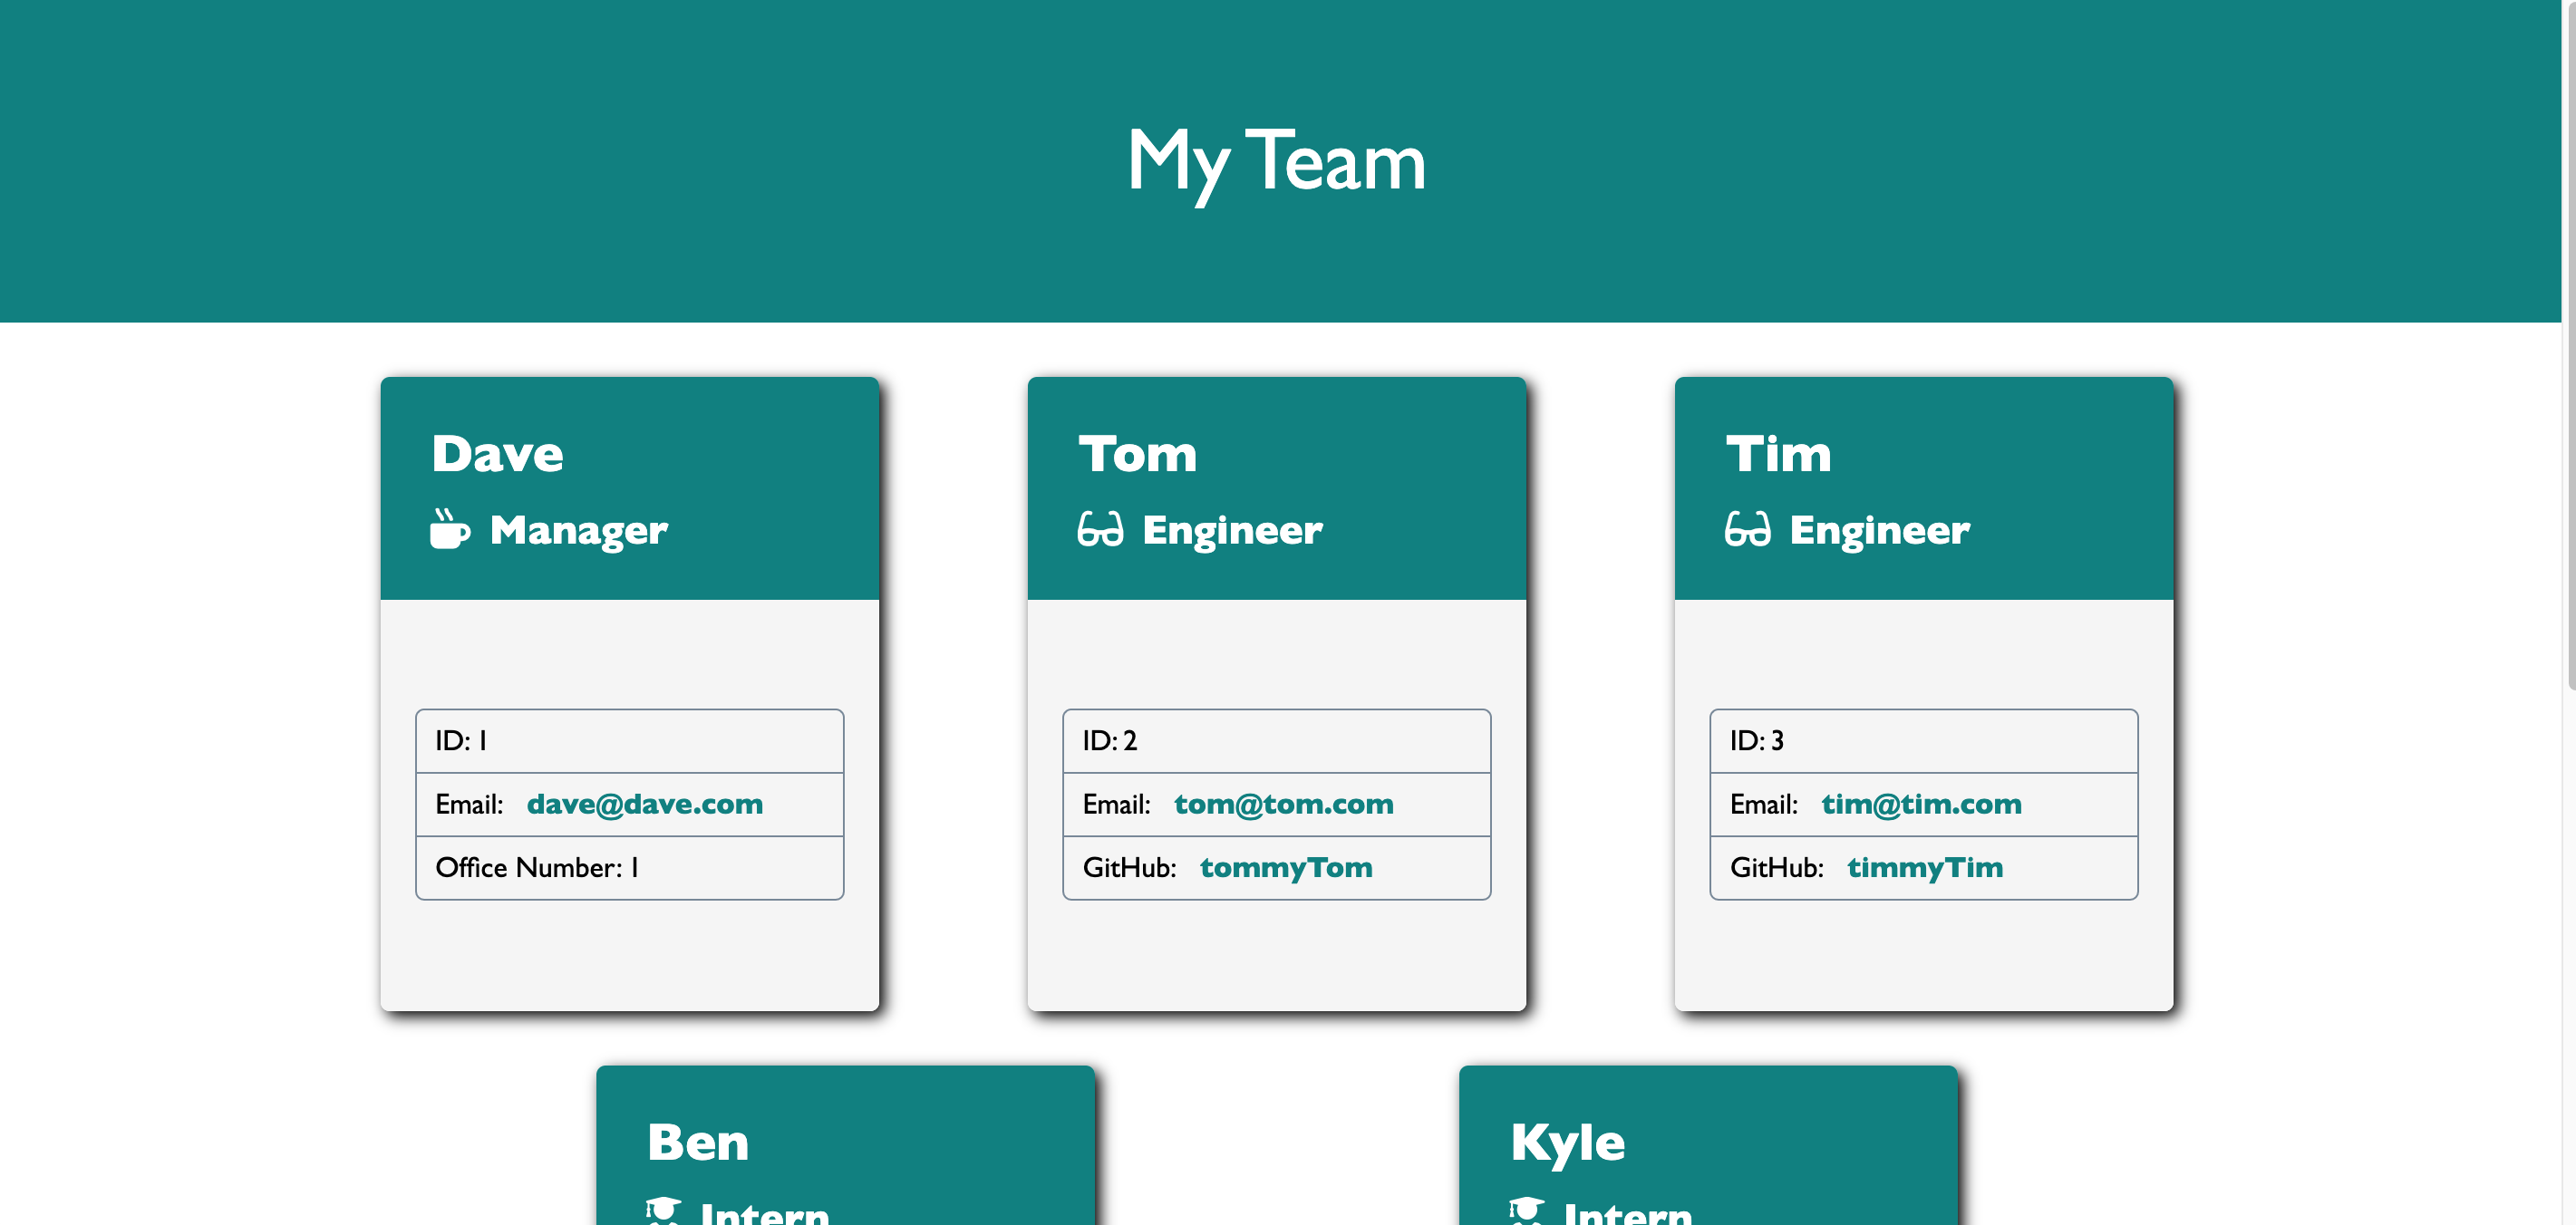 My Team
Dave
Manager
ID: 1
Email: dave@dave.com
Office Number: 1
Tom
Engineer
ID: 2
Email: tom@tom.com
GitHub: tommyTom
Tim
Engineer
ID: 3
Email: tim@tim.com
GitHub: timmyTim
Ben
Intern
Kyle
Intern